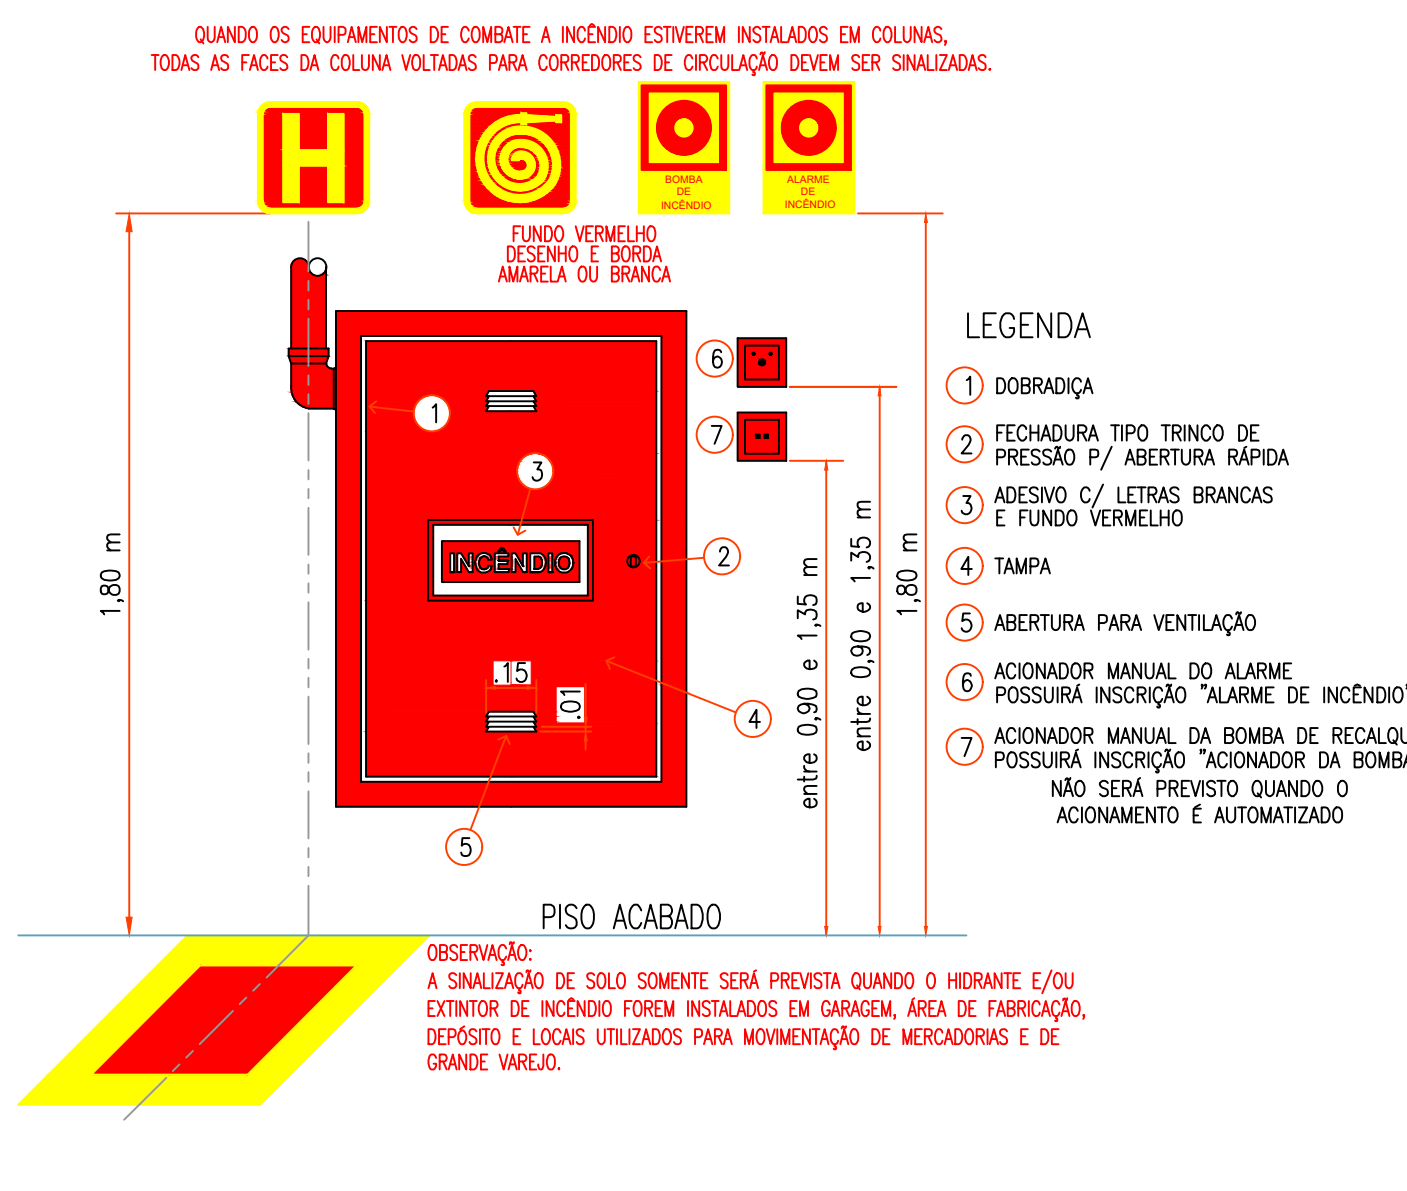 QUANDO OS EQUIPAMENTOS DE COMBATE A INCÊNDIO ESTIVEREM INSTALADOS EM COLUNAS,
TODAS AS FACES DA COLUNA VOLTADAS PARA CORREDORES DE CIRCULAÇÃO DEVEM SER SINALIZADAS.
H
BOMBA
DE
INCÊNDIO
ALARME
DE
INCÊNDIO
FUNDO VERMELHO
DESENHO E BORDA
AMARELA OU BRANCA
1,80 m
1
3
INCÊNDIO
2
.15
.01
4
5
6
7
entre 0,90 e 1,35 m
entre 0,90 e 1,35 m
1,80 m
LEGENDA
1 DOBRADIÇA
2 FECHADURA TIPO TRINCO DE
PRESSÃO P/ ABERTURA RÁPIDA
3 ADESIVO C/ LETRAS BRANCAS
E FUNDO VERMELHO
4 TAMPA
5 ABERTURA PARA VENTILAÇÃO
6 ACIONADOR MANUAL DO ALARME
POSSUIRÁ INSCRIÇÃO "ALARME DE INCÊNDIO"
7 ACIONADOR MANUAL DA BOMBA DE RECALQU
POSSUIRÁ INSCRIÇÃO "ACIONADOR DA BOMBA
NÃO SERÁ PREVISTO QUANDO O
ACIONAMENTO É AUTOMATIZADO
PISO ACABADO
OBSERVAÇÃO:
A SINALIZAÇÃO DE SOLO SOMENTE SERÁ PREVISTA QUANDO O HIDRANTE E/OU
EXTINTOR DE INCÊNDIO FOREM INSTALADOS EM GARAGEM, ÁREA DE FABRICAÇÃO,
DEPÓSITO E LOCAIS UTILIZADOS PARA MOVIMENTAÇÃO DE MERCADORIAS E DE
GRANDE VAREJO.